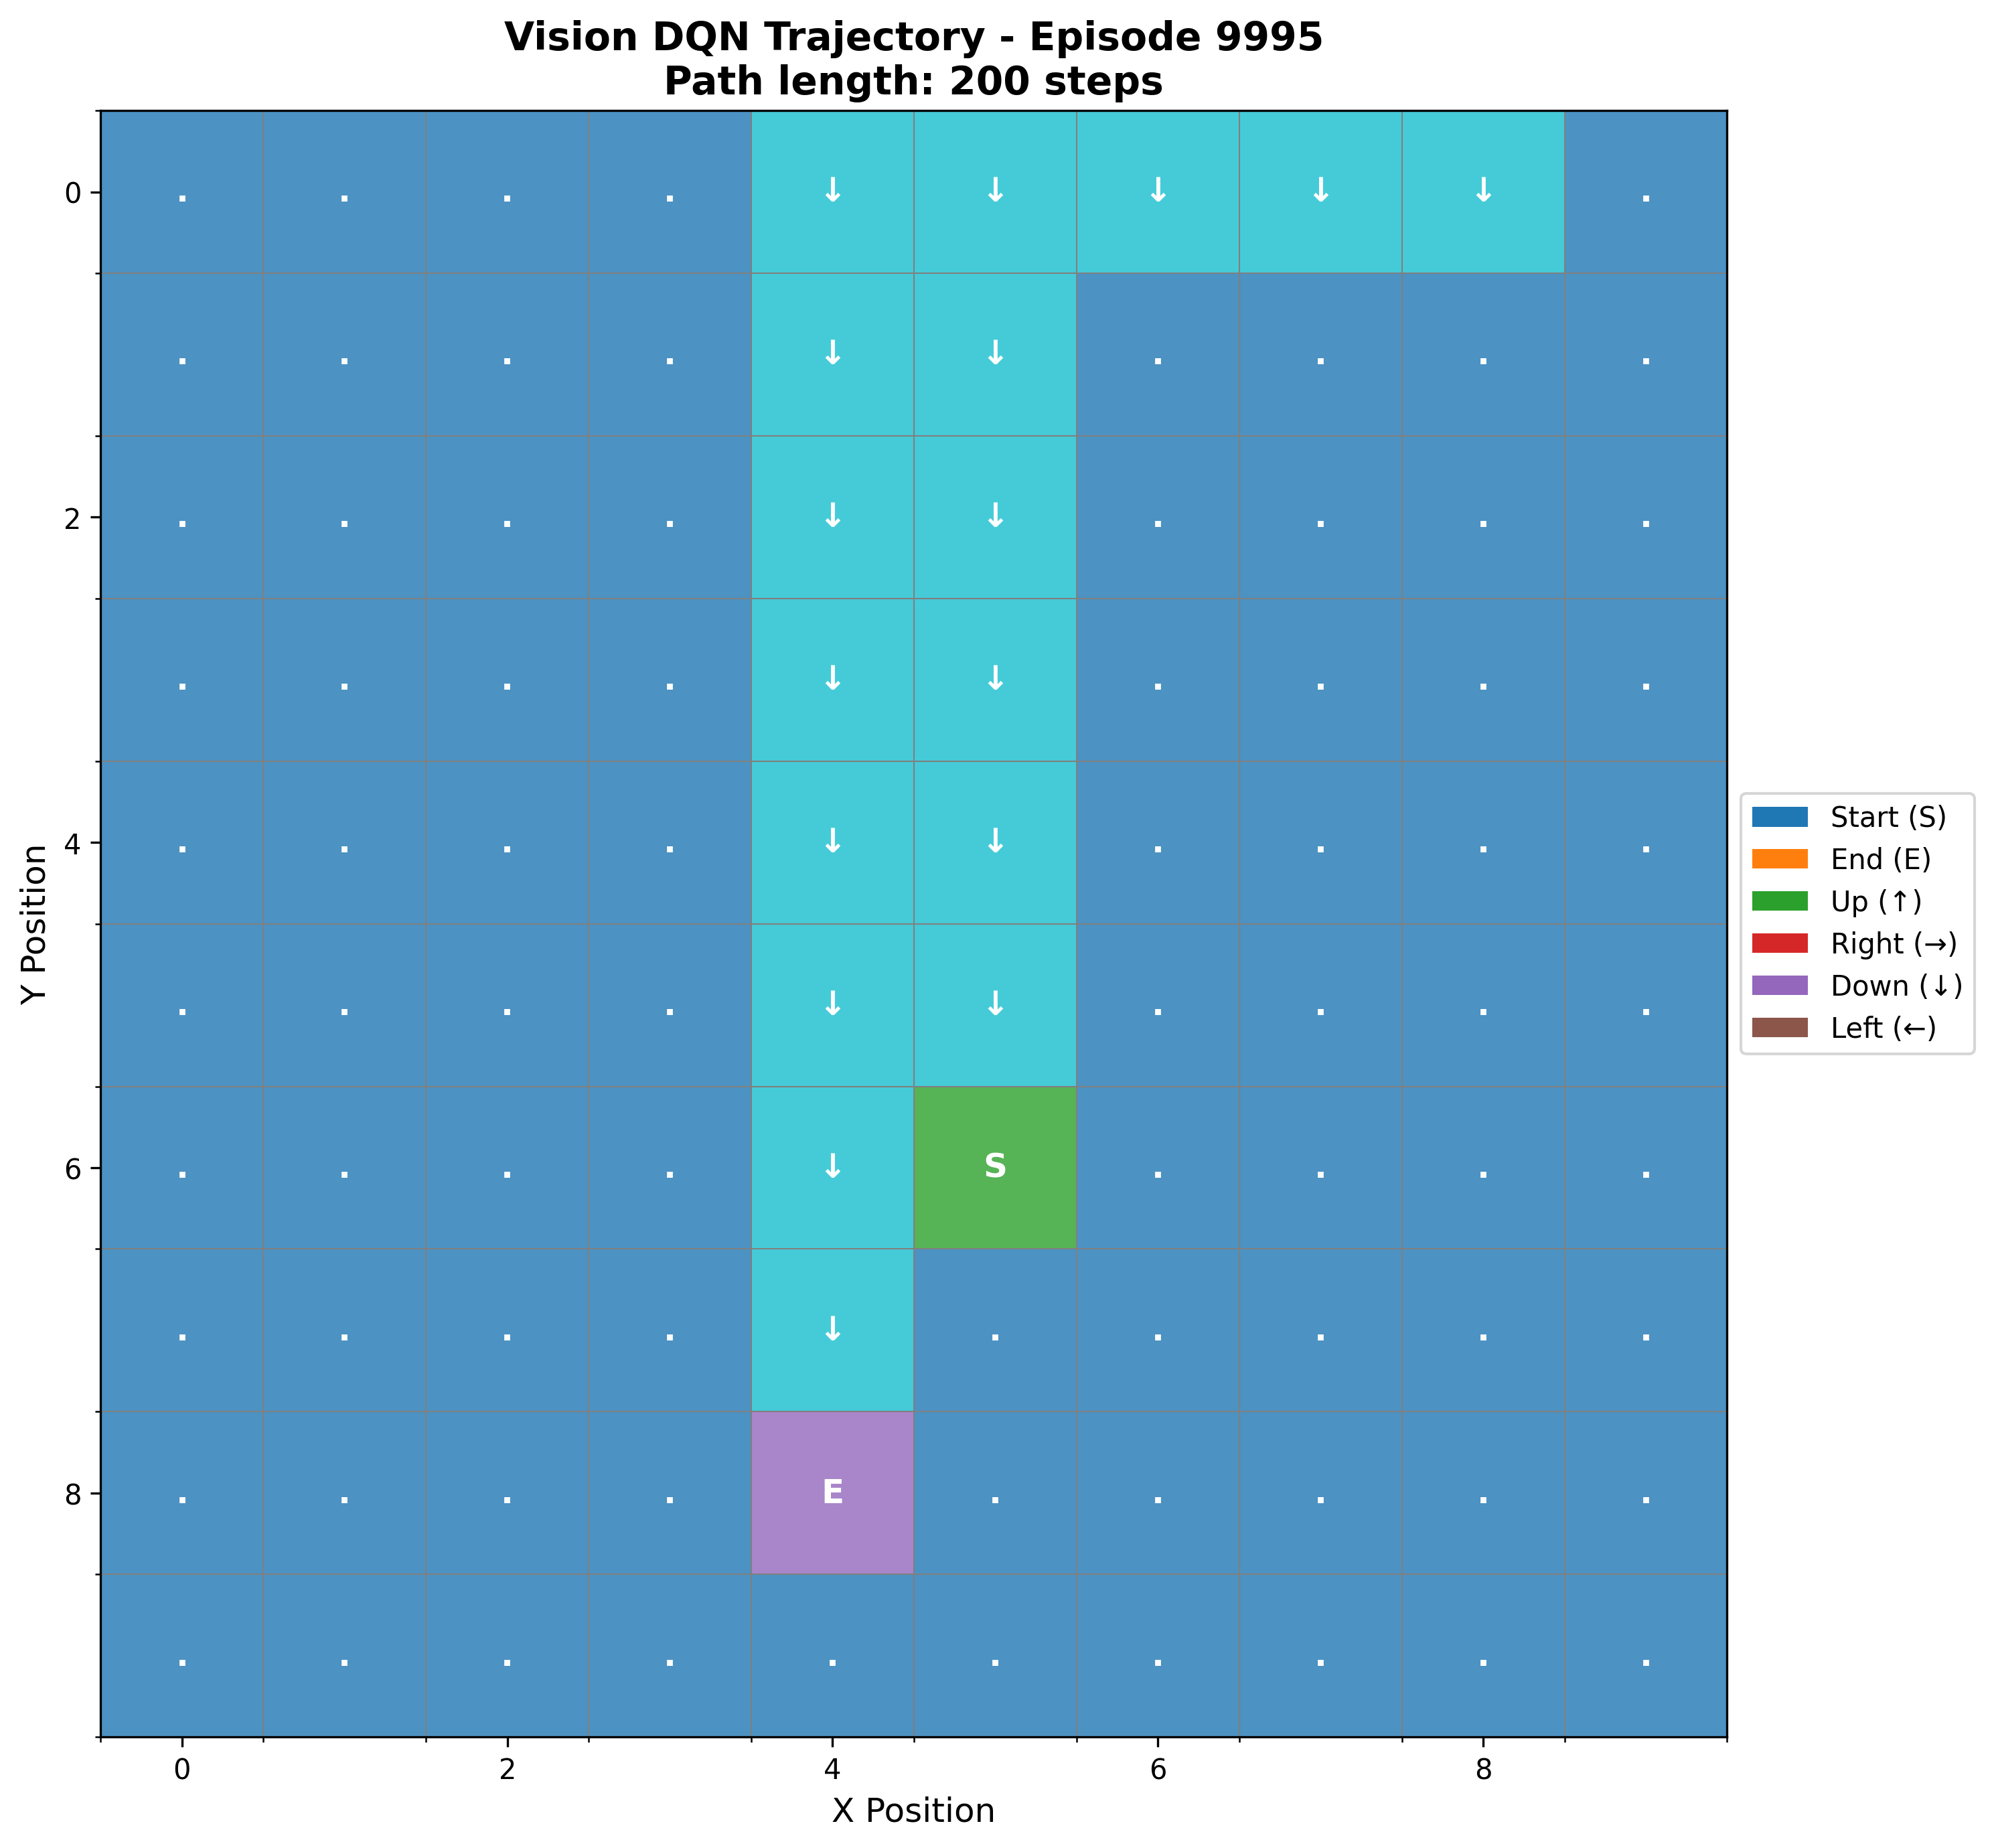 Vision DQN Trajectory - Episode 9995
Path length: 200 steps
0 . . . . ↓ ↓ ↓ ↓ ↓ .
. . . . ↓ ↓ . . . .
2 . . . . ↓ ↓ . . . .
. . . . ↓ ↓ . . . .
4 . . . . ↓ ↓ . . . .
. . . . ↓ ↓ . . . .
6 . . . . ↓ S . . . .
. . . . ↓ . . . . .
8 . . . . E . . . . .
. . . . . . . . . .
0 2 4 6 8
X Position
Y Position
Start (S)
End (E)
Up (↑)
Right (→)
Down (↓)
Left (←)